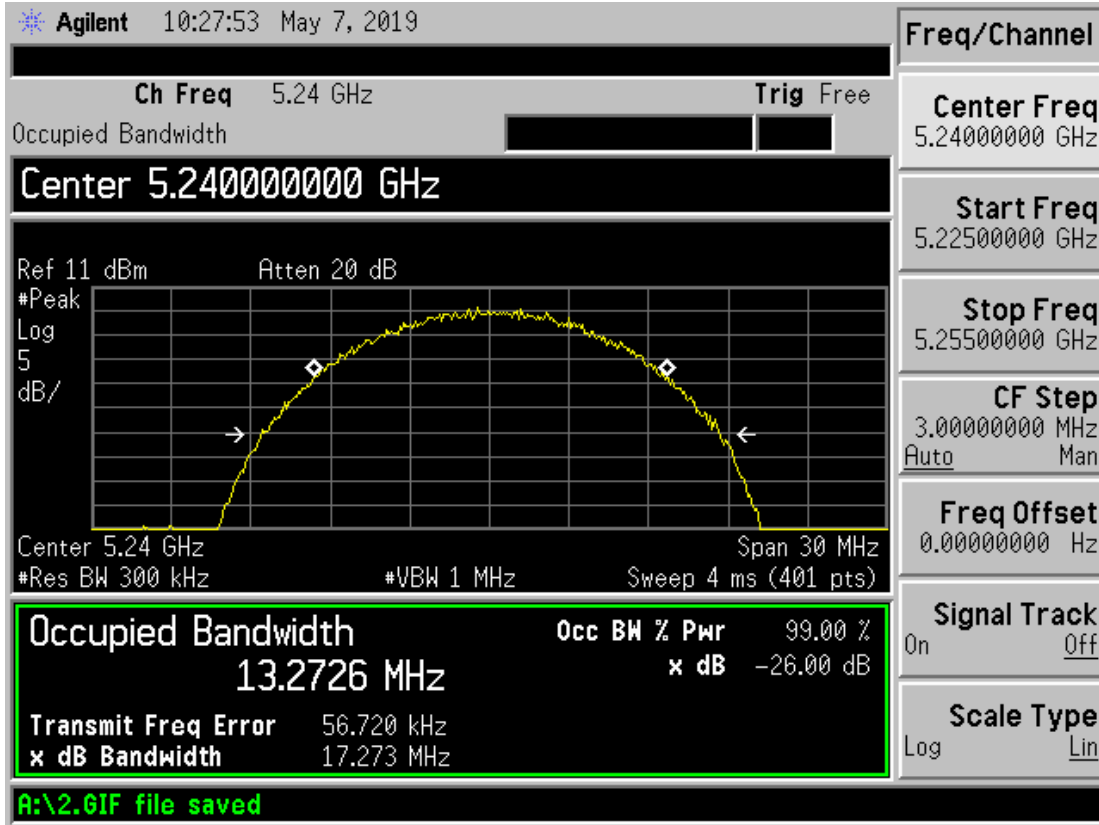 Agilent 10:27:53 May 7, 2019
Freq/Channel
Ch Freq 5.24 GHz Trig Free
Occupied Bandwidth
Center 5.240000000 GHz
Ref 11 dBm Atten 20 dB
#Peak
Log
5
dB/
Center 5.24 GHz Span 30 MHz
#Res BW 300 kHz #VBW 1 MHz Sweep 4 ms (401 pts)
Occupied Bandwidth Occ BW % Pwr 99.00 %
13.2726 MHz x dB -26.00 dB
Transmit Freq Error 56.720 kHz
x dB Bandwidth 17.273 MHz
A:\2.GIF file saved
Center Freq
5.24000000 GHz
Start Freq
5.22500000 GHz
Stop Freq
5.25500000 GHz
CF Step
3.00000000 MHz
Auto Man
Freq Offset
0.00000000 Hz
Signal Track
On Off
Scale Type
Log Lin